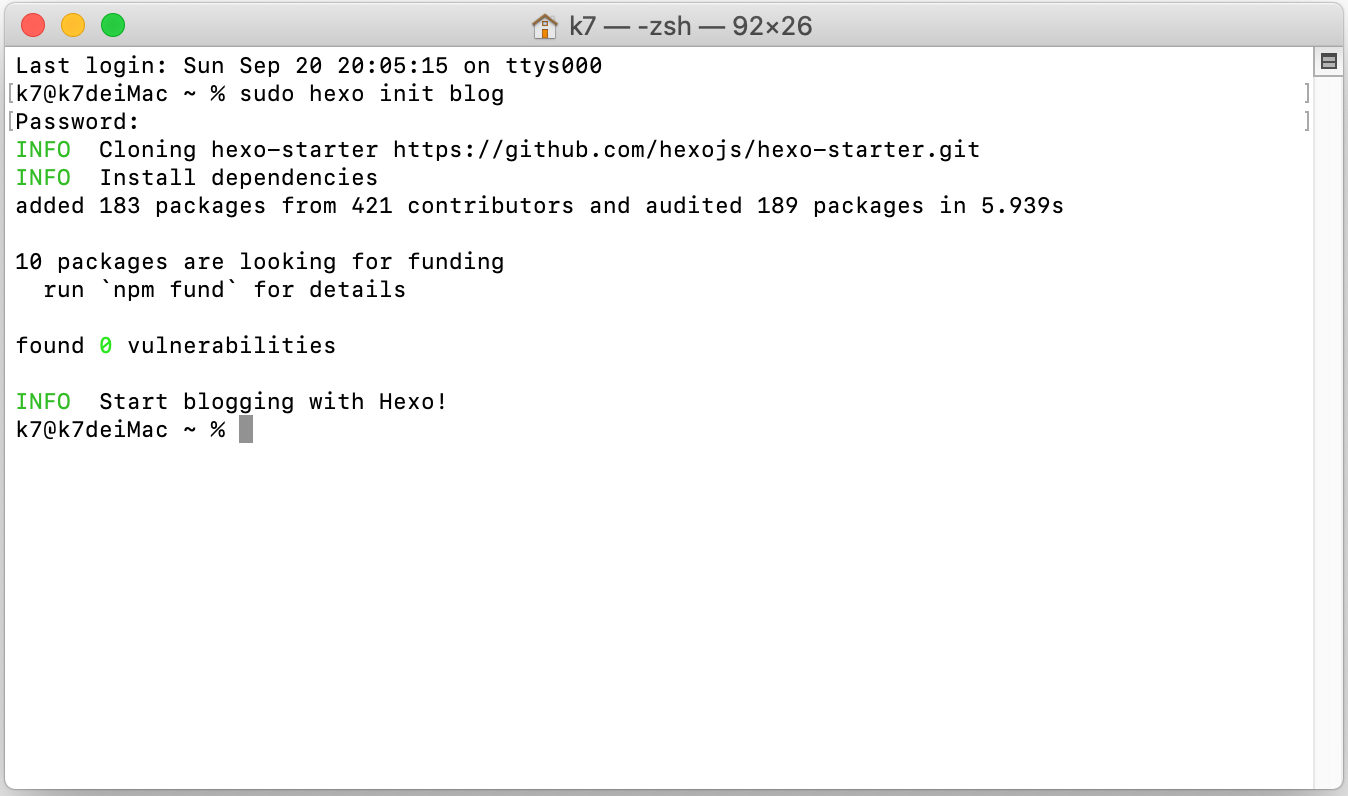 k7 — -zsh — 92×26
Last login: Sun Sep 20 20:05:15 on ttys000
[k7@k7deiMac ~ % sudo hexo init blog ]
[Password: ]
INFO  Cloning hexo-starter https://github.com/hexojs/hexo-starter.git
INFO  Install dependencies
added 183 packages from 421 contributors and audited 189 packages in 5.939s
10 packages are looking for funding
  run `npm fund` for details
found 0 vulnerabilities
INFO  Start blogging with Hexo!
k7@k7deiMac ~ %